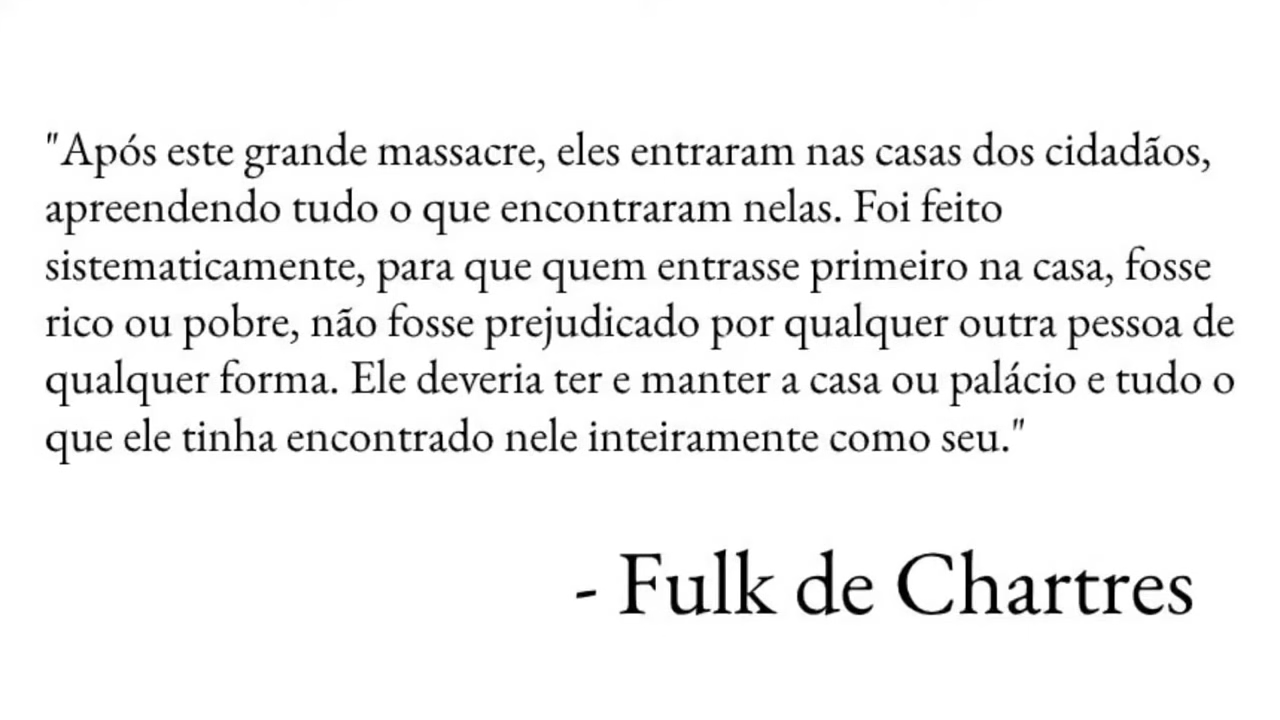 "Após este grande massacre, eles entraram nas casas dos cidadãos,
apreendendo tudo o que encontraram nelas. Foi feito
sistematicamente, para que quem entrasse primeiro na casa, fosse
rico ou pobre, não fosse prejudicado por qualquer outra pessoa de
qualquer forma. Ele deveria ter e manter a casa ou palácio e tudo o
que ele tinha encontrado nele inteiramente como seu."
- Fulk de Chartres